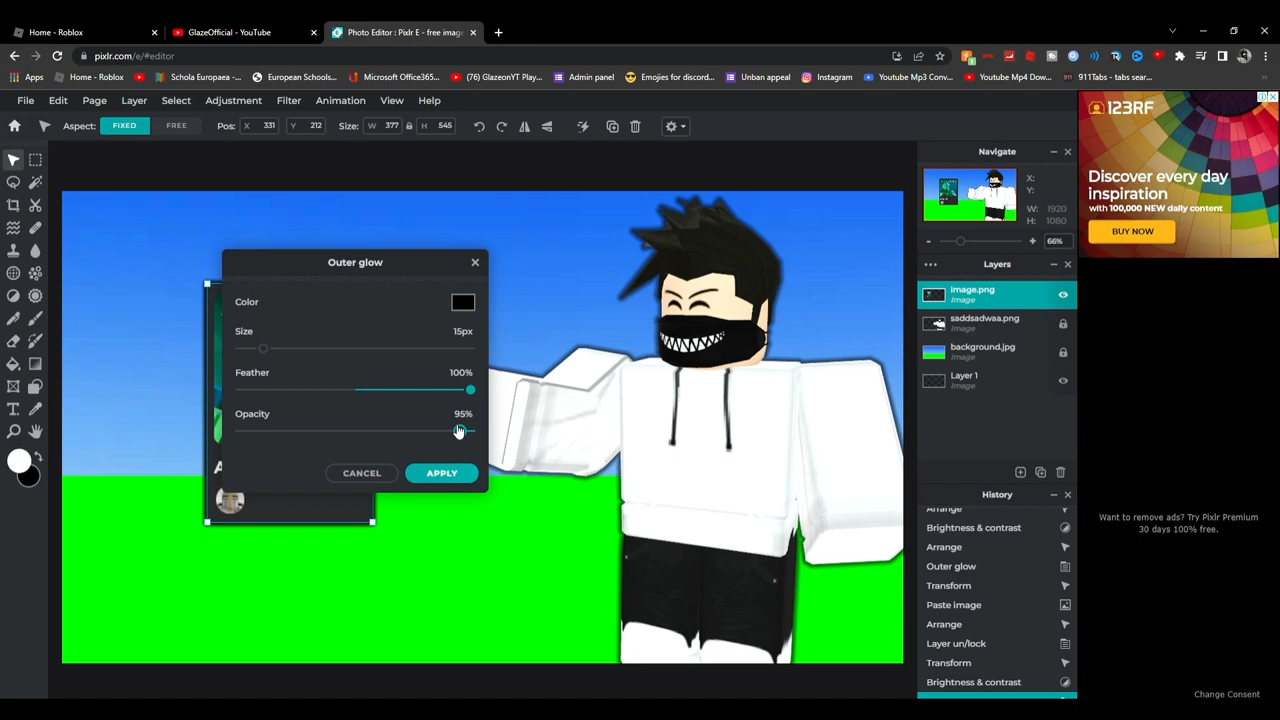 Home - Roblox
GlazeOfficial - YouTube
Photo Editor : Pixlr E - free imag
pixlr.com/e/#editor
Apps
Home - Roblox
Schola Europaea -...
European Schools...
Microsoft Office365...
(76) GlazeonYT Play...
Admin panel
Emojies for discord...
Unban appeal
Instagram
Youtube Mp3 Conv...
Youtube Mp4 Dow...
911Tabs - tabs sear...
File Edit Page Layer Select Adjustment Filter Animation View Help
Aspect: FIXED FREE Pos: X 331 Y 212 Size: W 377 H 545
Navigate
X:
Y:
W: 1920
H: 1080
66%
Layers
image.png
Image
saddsadwaa.png
Image
background.jpg
Image
Layer 1
Image
History
Arrange
Brightness & contrast
Arrange
Outer glow
Transform
Paste image
Arrange
Layer un/lock
Transform
Brightness & contrast
Outer glow
Color
Size 15px
Feather 100%
Opacity 95%
CANCEL APPLY
123RF
Discover every day
inspiration
with 100,000 NEW daily content
BUY NOW
Want to remove ads? Try Pixlr Premium
30 days 100% free.
Change Consent